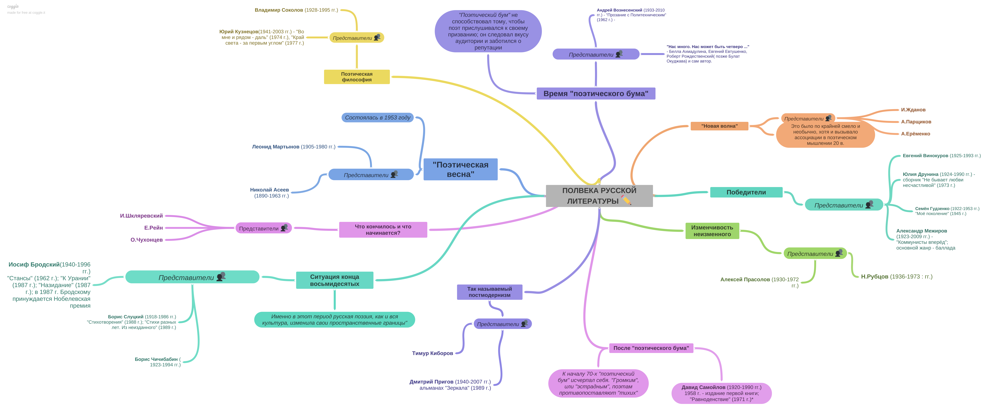 coggle
made for free at coggle.it
Владимир Соколов (1928-1995 гг.)
Юрий Кузнецов(1941-2003 гг.) - "Во
мне и рядом - даль" (1974 г.), "Край
света - за первым углом" (1977 г.)
Представители
Поэтическая
философия
"Поэтический бум" не
способствовал тому, чтобы
поэт прислушивался к своему
призванию; он следовал вкусу
аудитории и заботился о
репутации
Андрей Вознесенский (1933-2010
гг.) - "Прозание с Политехническим"
(1962 г.) -
Представители
"Нас много. Нас может быть четверо ..."
- Белла Ахмадулина, Евгений Евтушенко,
Роберт Рождественский( позже Булат
Окуджава) и сам автор.
Время "поэтического бума"
"Новая волна"
Представители
Это было по крайней смело и
необычно, хотя и вызывало
ассоциации в поэтическом
мышлении 20 в.
И.Жданов
А.Парщиков
А.Ерёменко
Состоялась в 1953 году
Леонид Мартынов (1905-1980 гг.)
"Поэтическая
весна"
Представители
Николай Асеев
(1890-1963 гг.)
ПОЛВЕКА РУССКОЙ
ЛИТЕРАТУРЫ
Победители
Представители
Евгений Винокуров (1925-1993 гг.)
Юлия Друнина (1924-1990 гг.) -
сборник "Не бывает любви
несчастливой" (1973 г.)
Семён Гудзенко (1922-1953 гг.)
"Моё поколение" (1945 г.)
Александр Межиров
(1923-2009 гг.) -
"Коммунисты вперёд";
основной жанр - баллада
И.Шкляревский
Е.Рейн
О.Чухонцев
Представители
Что кончилось и что
начинается?
Изменчивость
неизменного
Представители
Алексей Прасолов (1930-1972
гг.)
Н.Рубцов (1936-1973 : гг.)
Иосиф Бродский(1940-1996
гг.)
"Стансы" (1962 г.); "К Урании"
(1987 г.); "Назидание" (1987
г.); в 1987 г. Бродскому
принуждается Нобелевская
премия
Представители
Ситуация конца
восьмидесятых
Борис Слуцкий (1918-1986 гг.)
"Стихотворения" (1988 г.); "Стихи разных
лет. Из неизданного" (1989 г.)
Именно в этот период русская поэзия, как и вся
культура, изменила свои пространственные границы"
Борис Чичибабин (
1923-1994 гг.)
Так называемый
постмодернизм
Представители
Тимур Киборов
Дмитрий Пригов (1940-2007 гг.)
альманах "Зеркала" (1989 г.)
После "поэтического бума"
К началу 70-х "поэтический
бум" исчерпал себя. "Громким",
или "эстрадным", поэтам
противопоставляют "тихих"
Давид Самойлов (1920-1990 гг.)
1958 г. - издание первой книги;
"Равноденствие" (1971 г.)*